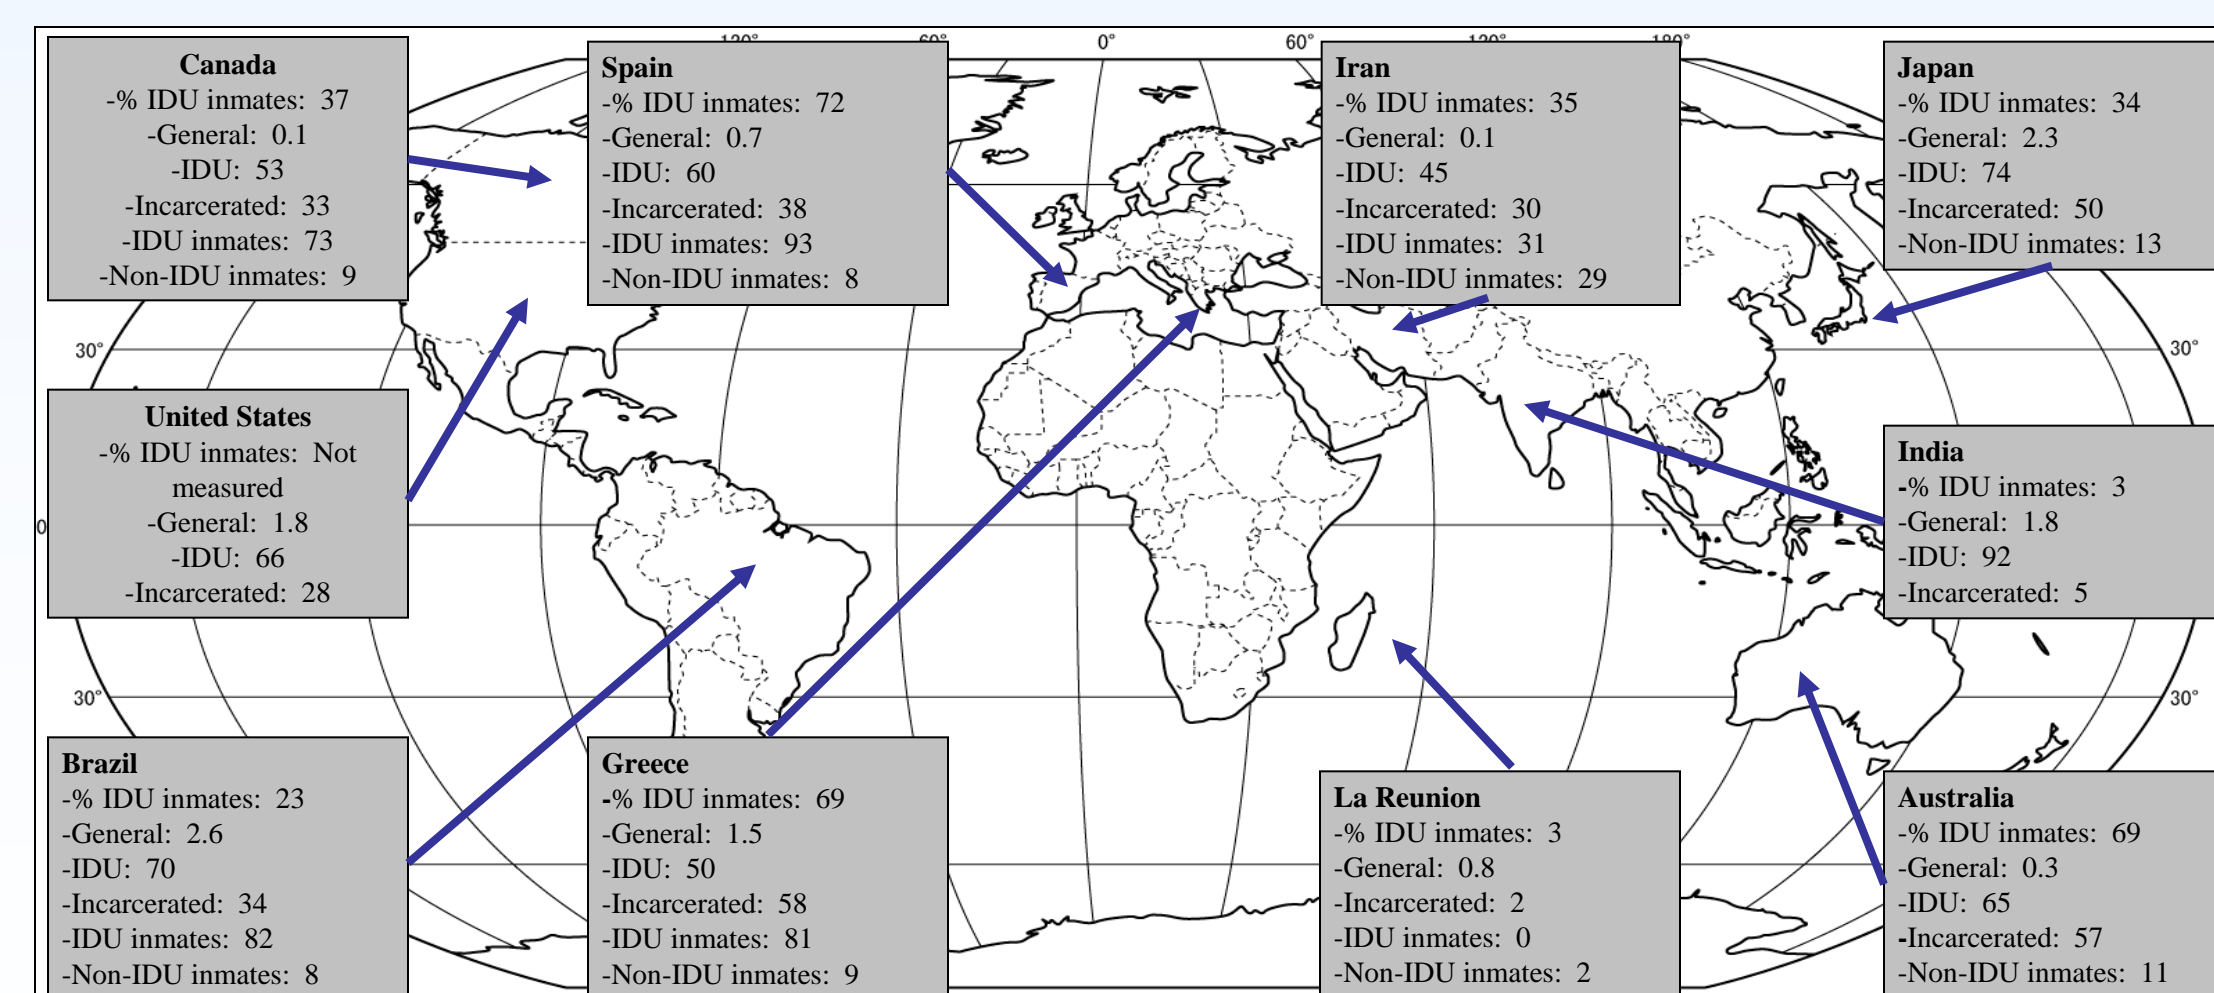 120°
60°
0°
60°
120°
180°
Canada
-% IDU inmates: 37
-General: 0.1
-IDU: 53
-Incarcerated: 33
-IDU inmates: 73
-Non-IDU inmates: 9
Spain
-% IDU inmates: 72
-General: 0.7
-IDU: 60
-Incarcerated: 38
-IDU inmates: 93
-Non-IDU inmates: 8
Iran
-% IDU inmates: 35
-General: 0.1
-IDU: 45
-Incarcerated: 30
-IDU inmates: 31
-Non-IDU inmates: 29
Japan
-% IDU inmates: 34
-General: 2.3
-IDU: 74
-Incarcerated: 50
-Non-IDU inmates: 13
30°
30°
United States
-% IDU inmates: Not
measured
-General: 1.8
-IDU: 66
-Incarcerated: 28
India
-% IDU inmates: 3
-General: 1.8
-IDU: 92
-Incarcerated: 5
0
30°
30°
Brazil
-% IDU inmates: 23
-General: 2.6
-IDU: 70
-Incarcerated: 34
-IDU inmates: 82
-Non-IDU inmates: 8
Greece
-% IDU inmates: 69
-General: 1.5
-IDU: 50
-Incarcerated: 58
-IDU inmates: 81
-Non-IDU inmates: 9
La Reunion
-% IDU inmates: 3
-General: 0.8
-Incarcerated: 2
-IDU inmates: 0
-Non-IDU inmates: 2
Australia
-% IDU inmates: 69
-General: 0.3
-IDU: 65
-Incarcerated: 57
-Non-IDU inmates: 11